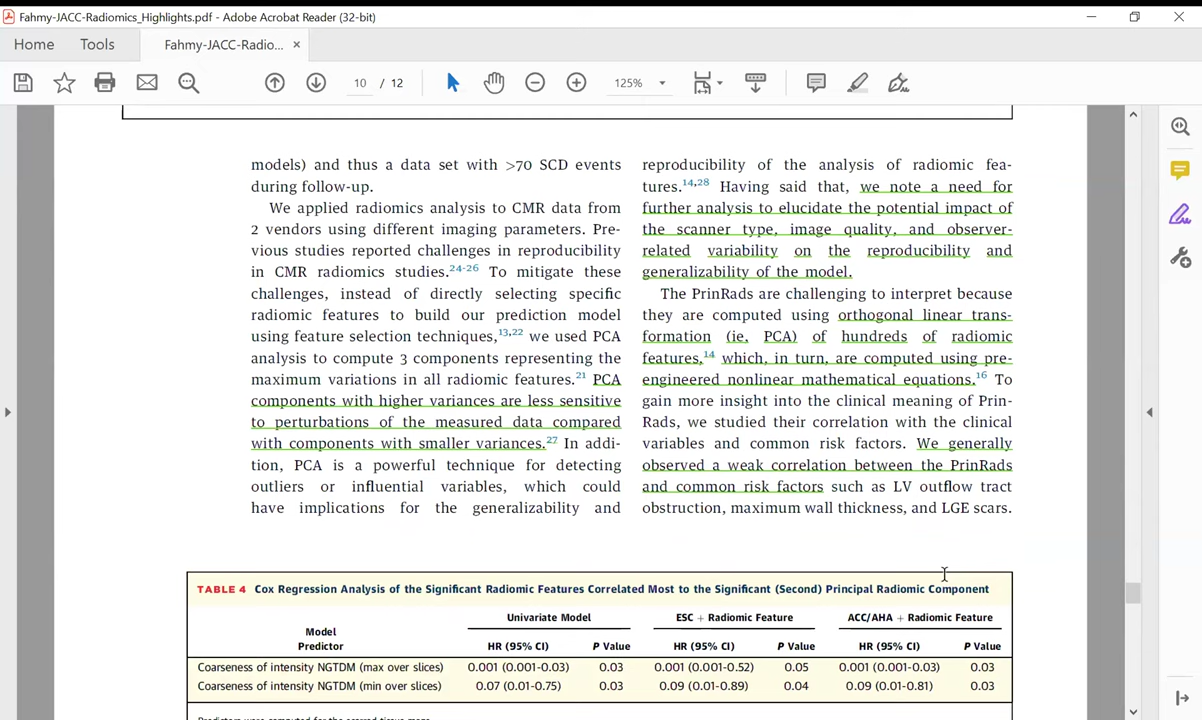 Fahmy-JACC-Radiomics_Highlights.pdf - Adobe Acrobat Reader (32-bit)
Home
Tools
Fahmy-JACC-Radio...
10 / 12
125%
models) and thus a data set with >70 SCD events
during follow-up.
We applied radiomics analysis to CMR data from
2 vendors using different imaging parameters. Pre-
vious studies reported challenges in reproducibility
in CMR radiomics studies.24-26 To mitigate these
challenges, instead of directly selecting specific
radiomic features to build our prediction model
using feature selection techniques,13,22 we used PCA
analysis to compute 3 components representing the
maximum variations in all radiomic features.21 PCA
components with higher variances are less sensitive
to perturbations of the measured data compared
with components with smaller variances.27 In addi-
tion, PCA is a powerful technique for detecting
outliers or influential variables, which could
have implications for the generalizability and
reproducibility of the analysis of radiomic fea-
tures.14,28 Having said that, we note a need for
further analysis to elucidate the potential impact of
the scanner type, image quality, and observer-
related variability on the reproducibility and
generalizability of the model.
The PrinRads are challenging to interpret because
they are computed using orthogonal linear trans-
formation (ie, PCA) of hundreds of radiomic
features,14 which, in turn, are computed using pre-
engineered nonlinear mathematical equations.16 To
gain more insight into the clinical meaning of Prin-
Rads, we studied their correlation with the clinical
variables and common risk factors. We generally
observed a weak correlation between the PrinRads
and common risk factors such as LV outflow tract
obstruction, maximum wall thickness, and LGE scars.
TABLE 4 Cox Regression Analysis of the Significant Radiomic Features Correlated Most to the Significant (Second) Principal Radiomic Component
Univariate Model ESC + Radiomic Feature ACC/AHA + Radiomic Feature
Model
Predictor HR (95% CI) P Value HR (95% CI) P Value HR (95% CI) P Value
Coarseness of intensity NGTDM (max over slices) 0.001 (0.001-0.03) 0.03 0.001 (0.001-0.52) 0.05 0.001 (0.001-0.03) 0.03
Coarseness of intensity NGTDM (min over slices) 0.07 (0.01-0.75) 0.03 0.09 (0.01-0.89) 0.04 0.09 (0.01-0.81) 0.03